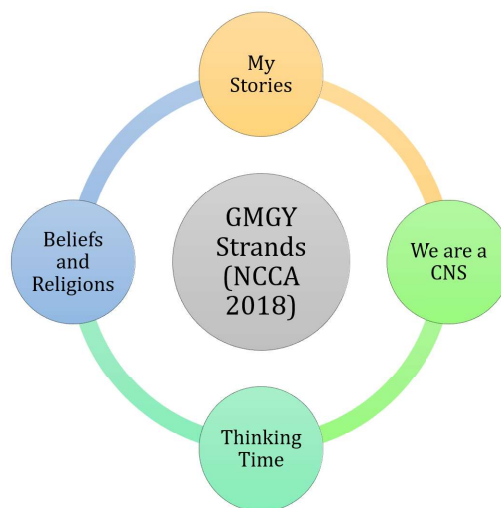 My
Stories
GMGY
Strands
(NCCA
2018)
Beliefs
and
Religions
We are a
CNS
Thinking
Time